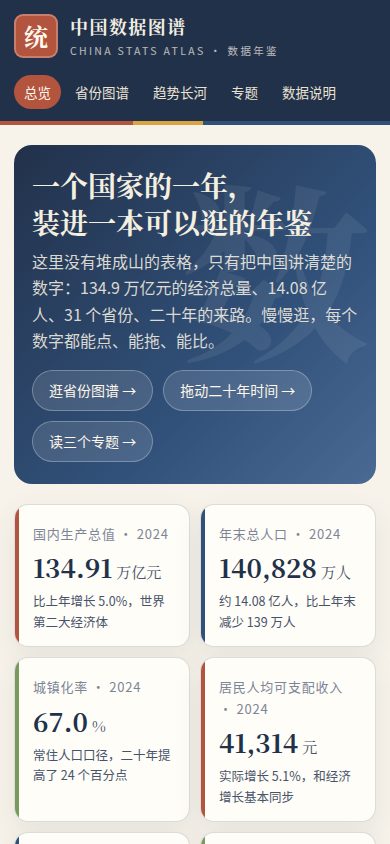 统
中国数据图谱
CHINA STATS ATLAS · 数据年鉴
总览 省份图谱 趋势长河 专题 数据说明
数
一个国家的一年,
装进一本可以逛的年鉴
这里没有堆成山的表格，只有把中国讲清楚的
数字：134.9 万亿元的经济总量、14.08 亿
人、31 个省份、二十年的来路。慢慢逛，每个
数字都能点、能拖、能比。
逛省份图谱 →
拖动二十年时间 →
读三个专题 →
国内生产总值 · 2024
134.91 万亿元
比上年增长 5.0%，世界
第二大经济体
年末总人口 · 2024
140,828 万人
约 14.08 亿人，比上年末
减少 139 万人
城镇化率 · 2024
67.0 %
常住人口口径，二十年提
高了 24 个百分点
居民人均可支配收入
· 2024
41,314 元
实际增长 5.1%，和经济
增长基本同步